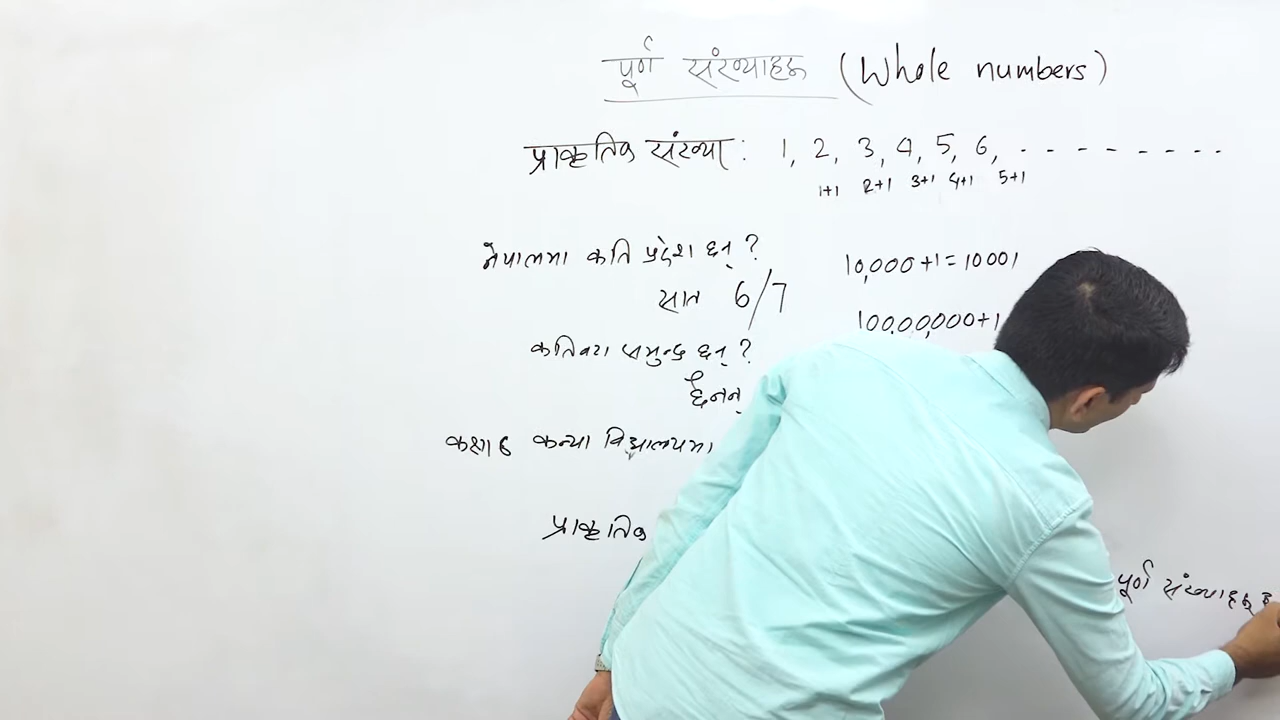 पूर्ण संख्याहरू (Whole numbers)
प्राकृतिक संख्या: 1, 2, 3, 4, 5, 6, - - - - - - - -
1+1 2+1 3+1 4+1 5+1
नेपालमा कति प्रदेश छन् ?
सात 6/7
10,000+1=10001
100,00,000+1
कतिवटा समुन्द्र छन् ?
छैनन्
कक्षा 6 कन्या विद्यालयमा
प्राकृतिक
पूर्ण संख्याहरू